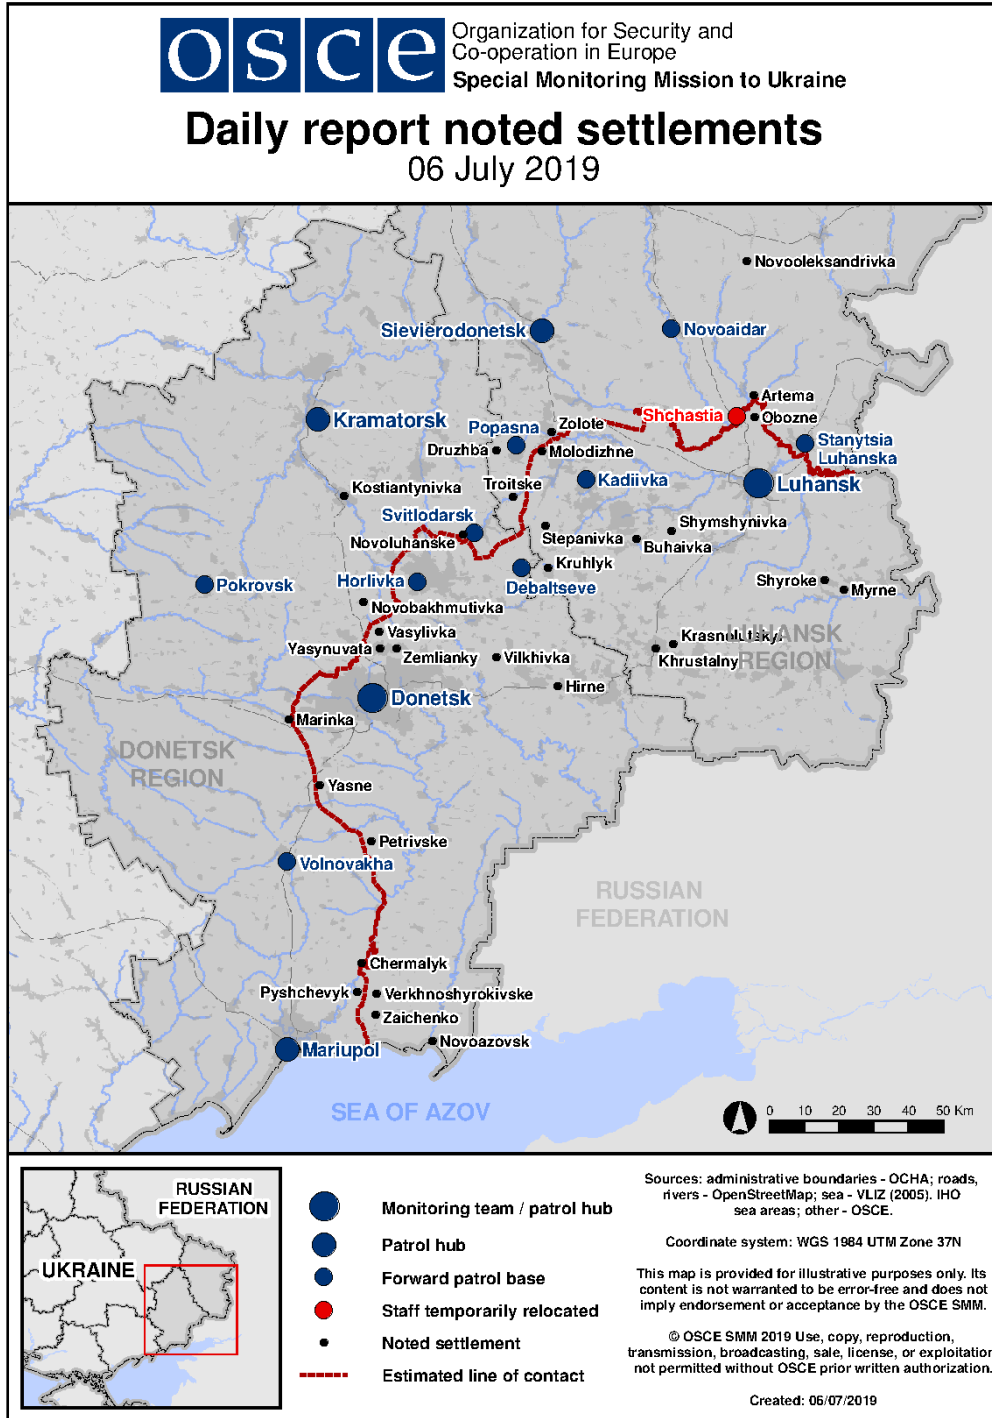 osce
Organization for Security and
Co-operation in Europe
Special Monitoring Mission to Ukraine
Daily report noted settlements
06 July 2019
Novooleksandrivka
Sievierodonetsk
Novoaidar
Artema
Shchastia
Obozne
Kramatorsk
Popasna
Zolote
Stanytsia
Luhanska
Druzhba
Molodizhne
Kadiivka
Luhansk
Troitske
Kostiantynivka
Svitlodarsk
Shymshynivka
Stepanivka
Novoluhanske
Buhaivka
Kruhlyk
Debaltseve
Horlivka
Pokrovsk
Shyroke
Myrne
Novobakhmutivka
Vasylivka
Krasnolutskyi
LUHANSK
REGION
Yasynuvata
Zemlianky
Vilkhivka
Khrustalny
Hirne
Donetsk
Marinka
DONETSK
REGION
Yasne
Petrivske
Volnovakha
RUSSIAN
FEDERATION
Chermalyk
Pyshchevyk
Verkhnoshyrokivske
Zaichenko
Novoazovsk
Mariupol
SEA OF AZOV
0 10 20 30 40 50 Km
RUSSIAN
FEDERATION
UKRAINE
Monitoring team / patrol hub
Patrol hub
Forward patrol base
Staff temporarily relocated
Noted settlement
Estimated line of contact
Sources: administrative boundaries - OCHA; roads,
rivers - OpenStreetMap; sea - VLIZ (2005). IHO
sea areas; other - OSCE.
Coordinate system: WGS 1984 UTM Zone 37N
This map is provided for illustrative purposes only. Its
content is not warranted to be error-free and does not
imply endorsement or acceptance by the OSCE SMM.
© OSCE SMM 2019 Use, copy, reproduction,
transmission, broadcasting, sale, license, or exploitation
not permitted without OSCE prior written authorization.
Created: 06/07/2019